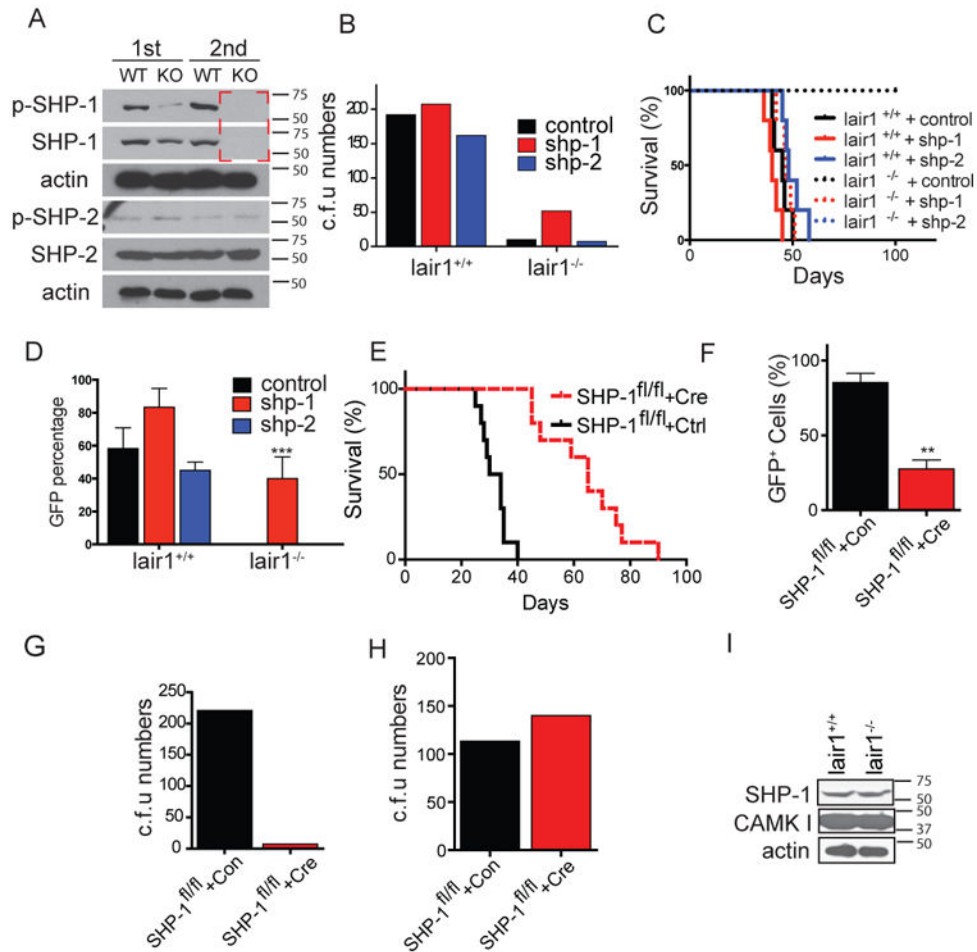 A
1st 2nd
WT KO WT KO
p-SHP-1
75
50
SHP-1
75
50
actin
p-SHP-2
75
50
SHP-2
75
50
actin
B
c.f.u numbers
200
150
100
50
0
control
shp-1
shp-2
lair1+/+ lair1-/-
C
Survival (%)
100
50
0
0 50 100
Days
lair1 +/+ + control
lair1 +/+ + shp-1
lair1 +/+ + shp-2
lair1 -/- + control
lair1 -/- + shp-1
lair1 -/- + shp-2
D
GFP percentage
100
80
60
40
20
0
control
shp-1
shp-2
***
lair1+/+ lair1-/-
E
Survival (%)
100
50
0
0 20 40 60 80 100
Days
SHP-1fl/fl+Cre
SHP-1fl/fl+Ctrl
F
GFP+ Cells (%)
100
50
0
**
SHP-1fl/fl+Con
SHP-1fl/fl+Cre
G
c.f.u numbers
250
200
150
100
50
0
SHP-1fl/fl+Con
SHP-1fl/fl+Cre
H
c.f.u numbers
200
150
100
50
0
SHP-1fl/fl+Con
SHP-1fl/fl+Cre
I
lair1+/+
lair1-/-
SHP-1
75
50
CAMK I
50
37
actin
50